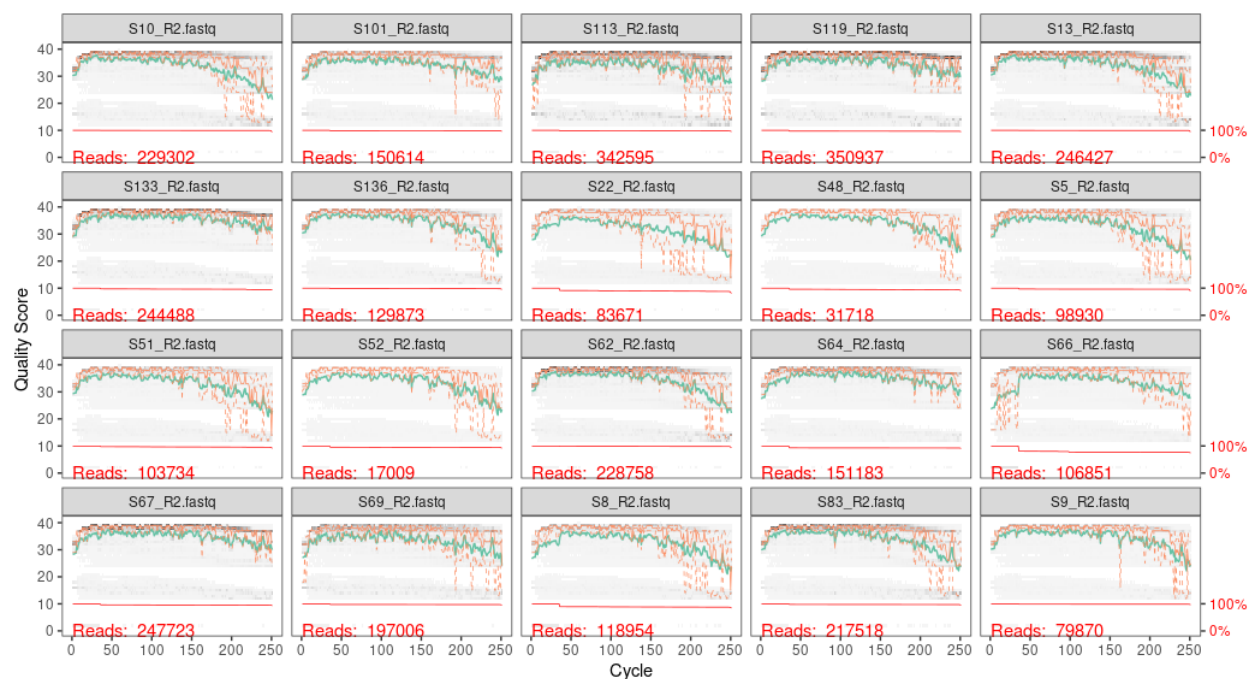 S10_R2.fastq S101_R2.fastq S113_R2.fastq S119_R2.fastq S13_R2.fastq
40
30
20
10 100%
0 0%
Reads: 229302 Reads: 150614 Reads: 342595 Reads: 350937 Reads: 246427
S133_R2.fastq S136_R2.fastq S22_R2.fastq S48_R2.fastq S5_R2.fastq
40
30
20
10 100%
0 0%
Reads: 244488 Reads: 129873 Reads: 83671 Reads: 31718 Reads: 98930
Quality Score
S51_R2.fastq S52_R2.fastq S62_R2.fastq S64_R2.fastq S66_R2.fastq
40
30
20
10 100%
0 0%
Reads: 103734 Reads: 17009 Reads: 228758 Reads: 151183 Reads: 106851
S67_R2.fastq S69_R2.fastq S8_R2.fastq S83_R2.fastq S9_R2.fastq
40
30
20
10 100%
0 0%
Reads: 247723 Reads: 197006 Reads: 118954 Reads: 217518 Reads: 79870
0 50 100 150 200 250 0 50 100 150 200 250 0 50 100 150 200 250 0 50 100 150 200 250 0 50 100 150 200 250
Cycle